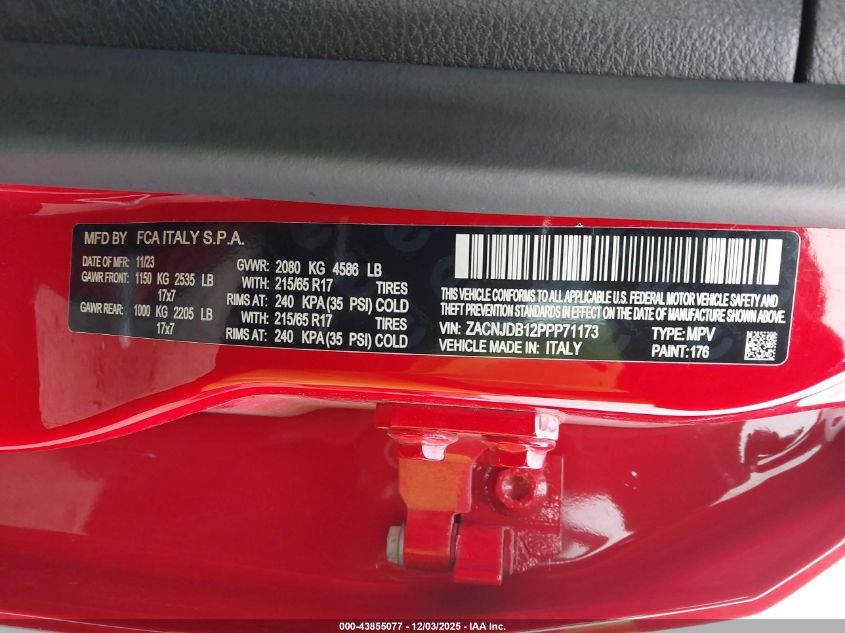 MFD BY FCA ITALY S.P.A.
DATE OF MFR: 11/23 GVWR: 2080 KG 4586 LB
GAWR FRONT: 1150 KG 2535 LB WITH: 215/65 R17 TIRES
17x7 RIMS AT: 240 KPA(35 PSI) COLD
GAWR REAR: 1000 KG 2205 LB WITH: 215/65 R17 TIRES
17x7 RIMS AT: 240 KPA(35 PSI) COLD
THIS VEHICLE CONFORMS TO ALL APPLICABLE U.S. FEDERAL MOTOR VEHICLE SAFETY AND
THEFT PREVENTION STANDARDS IN EFFECT ON THE DATE OF MANUFACTURE SHOWN ABOVE.
VIN: ZACNJDB12PPP71173 TYPE: MPV
VEHICLE MADE IN: ITALY PAINT: 176
000-43855077 - 12/03/2025 - IAA Inc.